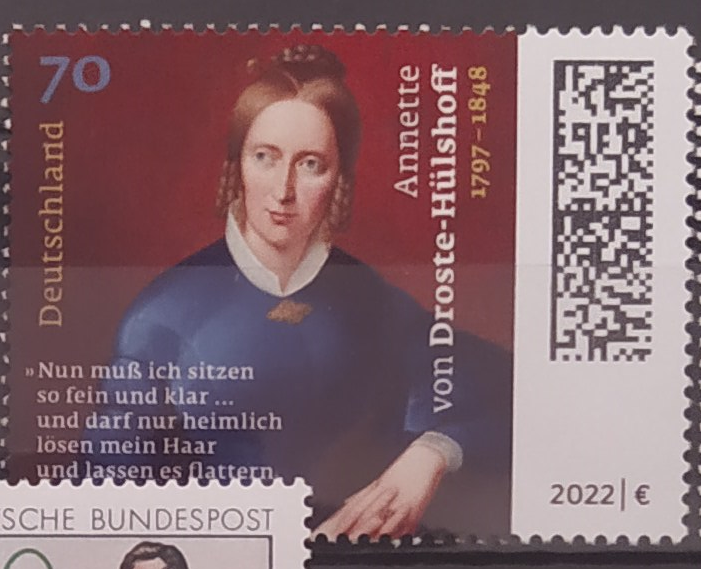 70
Deutschland
Annette
von Droste-Hülshoff
1797–1848
»Nun muß ich sitzen
so fein und klar ...
und darf nur heimlich
lösen mein Haar
und lassen es flattern
2022 | €
SCHE BUNDESPOST